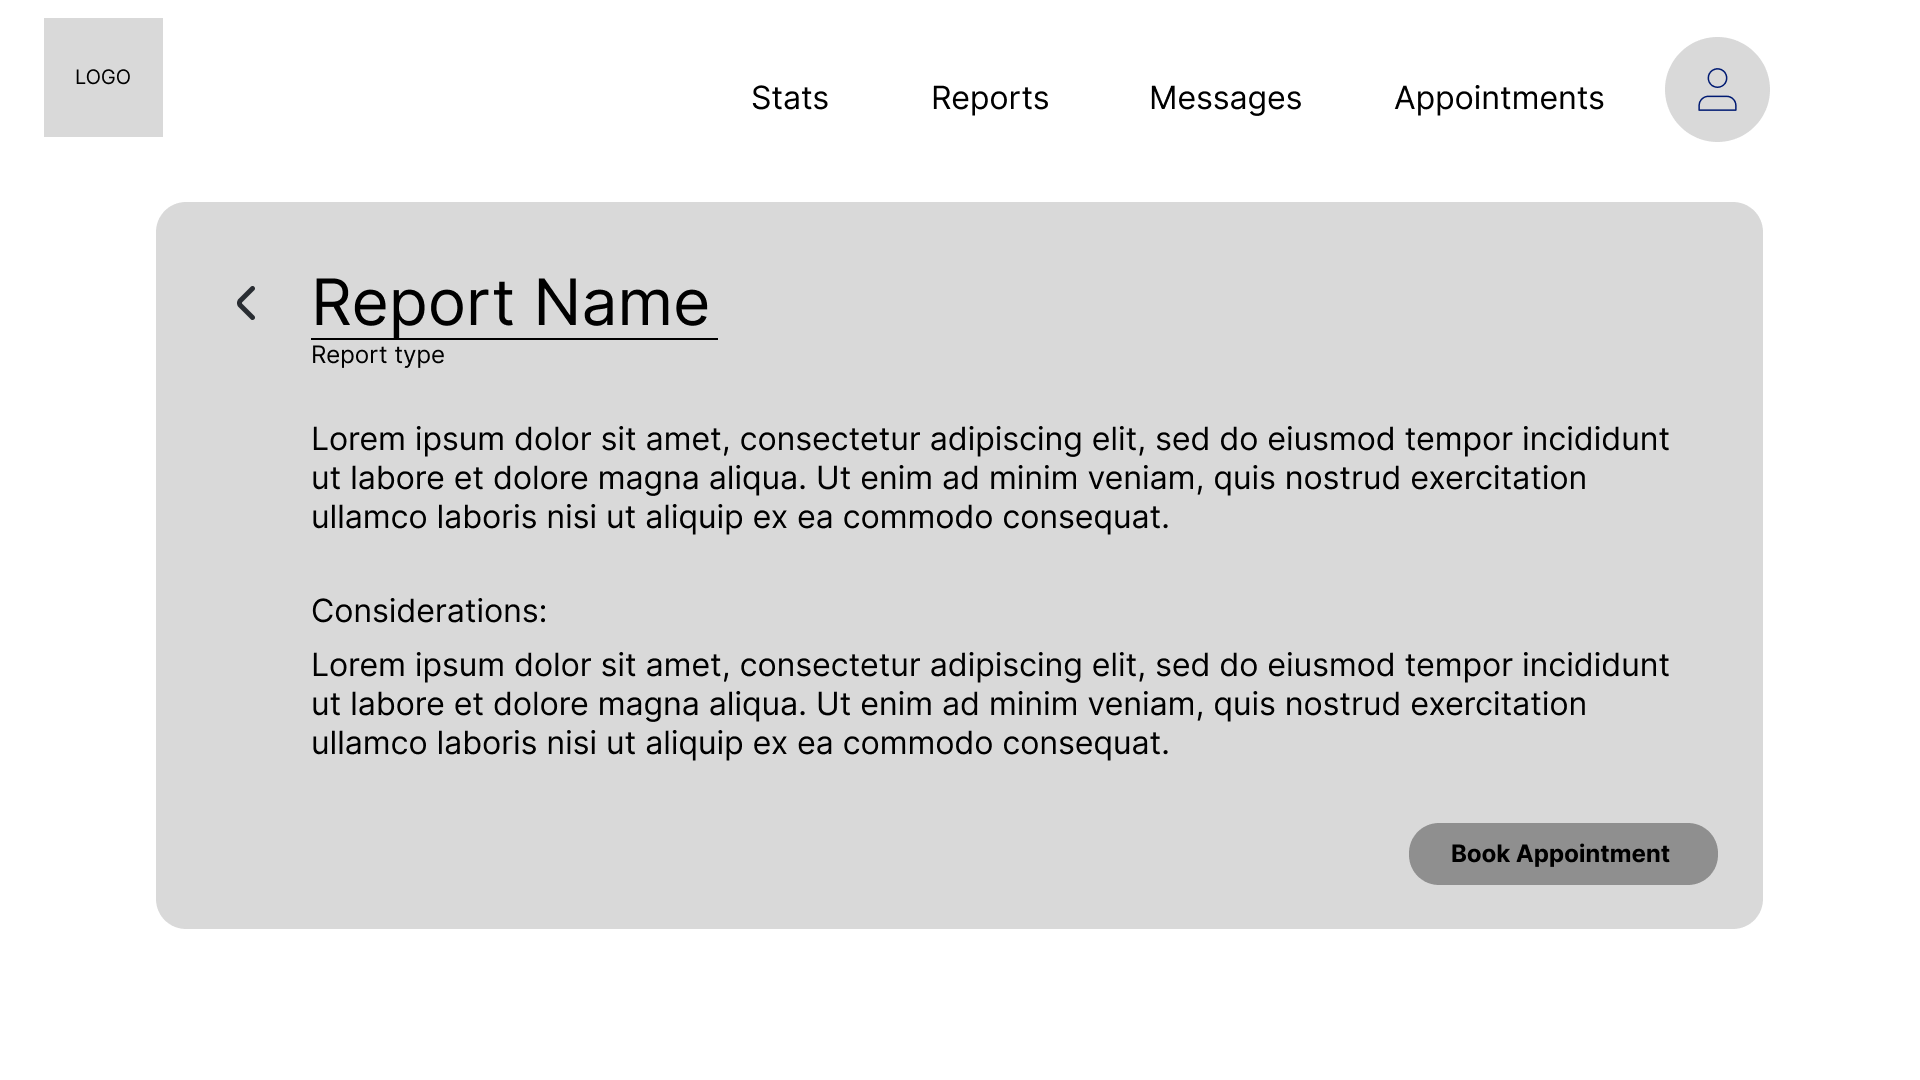 LOGO
Stats
Reports
Messages
Appointments
Report Name
Report type
Lorem ipsum dolor sit amet, consectetur adipiscing elit, sed do eiusmod tempor incididunt
ut labore et dolore magna aliqua. Ut enim ad minim veniam, quis nostrud exercitation
ullamco laboris nisi ut aliquip ex ea commodo consequat.
Considerations:
Lorem ipsum dolor sit amet, consectetur adipiscing elit, sed do eiusmod tempor incididunt
ut labore et dolore magna aliqua. Ut enim ad minim veniam, quis nostrud exercitation
ullamco laboris nisi ut aliquip ex ea commodo consequat.
Book Appointment